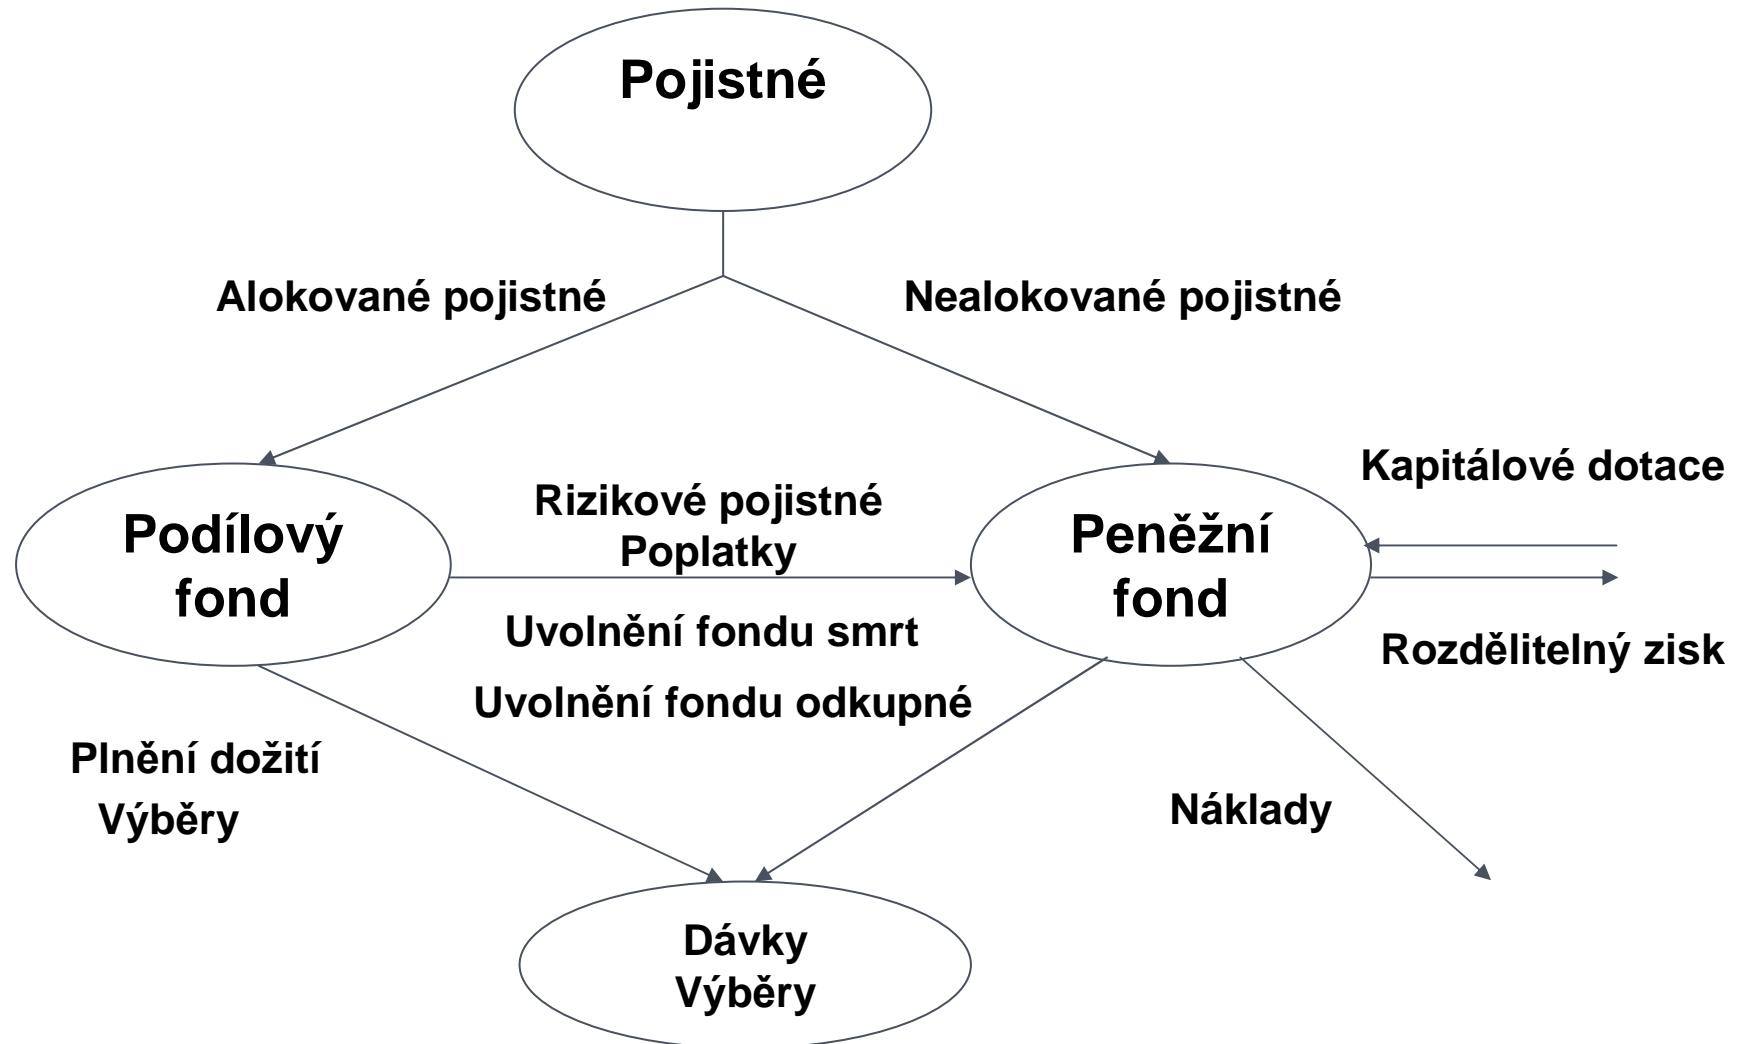 Pojistné
Alokované pojistné
Nealokované pojistné
Kapitálové dotace
Rizikové pojistné
Poplatky
Podílový
fond
Peněžní
fond
Uvolnění fondu smrt
Rozdělitelný zisk
Uvolnění fondu odkupné
Plnění dožití
Výběry
Náklady
Dávky
Výběry